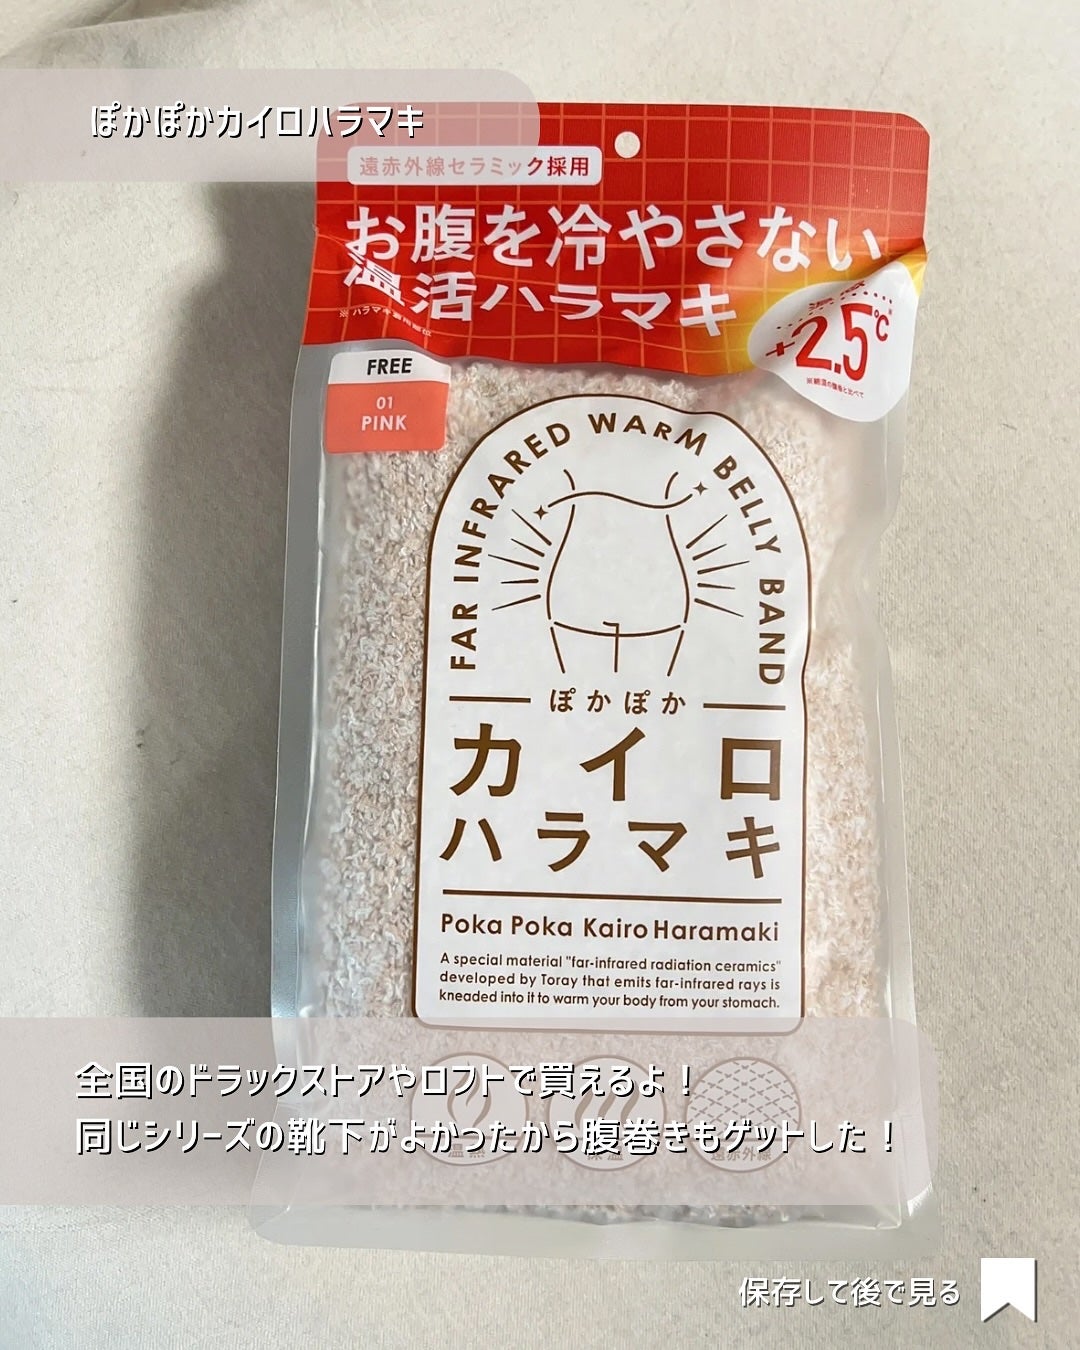 ぽかぽかカイロハラマキ
遠赤外線セラミック採用
お腹を冷やさない
温活ハラマキ
+2.5℃
FREE
01
PINK
FAR INFRARED WARM BELLY BAND
ぽかぽか
カイロ
ハラマキ
Poka Poka Kairo Haramaki
A special material "far-infrared radiation ceramics"
developed by Toray that emits far-infrared rays is
kneaded into it to warm your body from your stomach.
全国のドラックストアやロフトで買えるよ！
同じシリーズの靴下がよかったから腹巻きもゲットした！
保温
遠赤外線
保存して後で見る